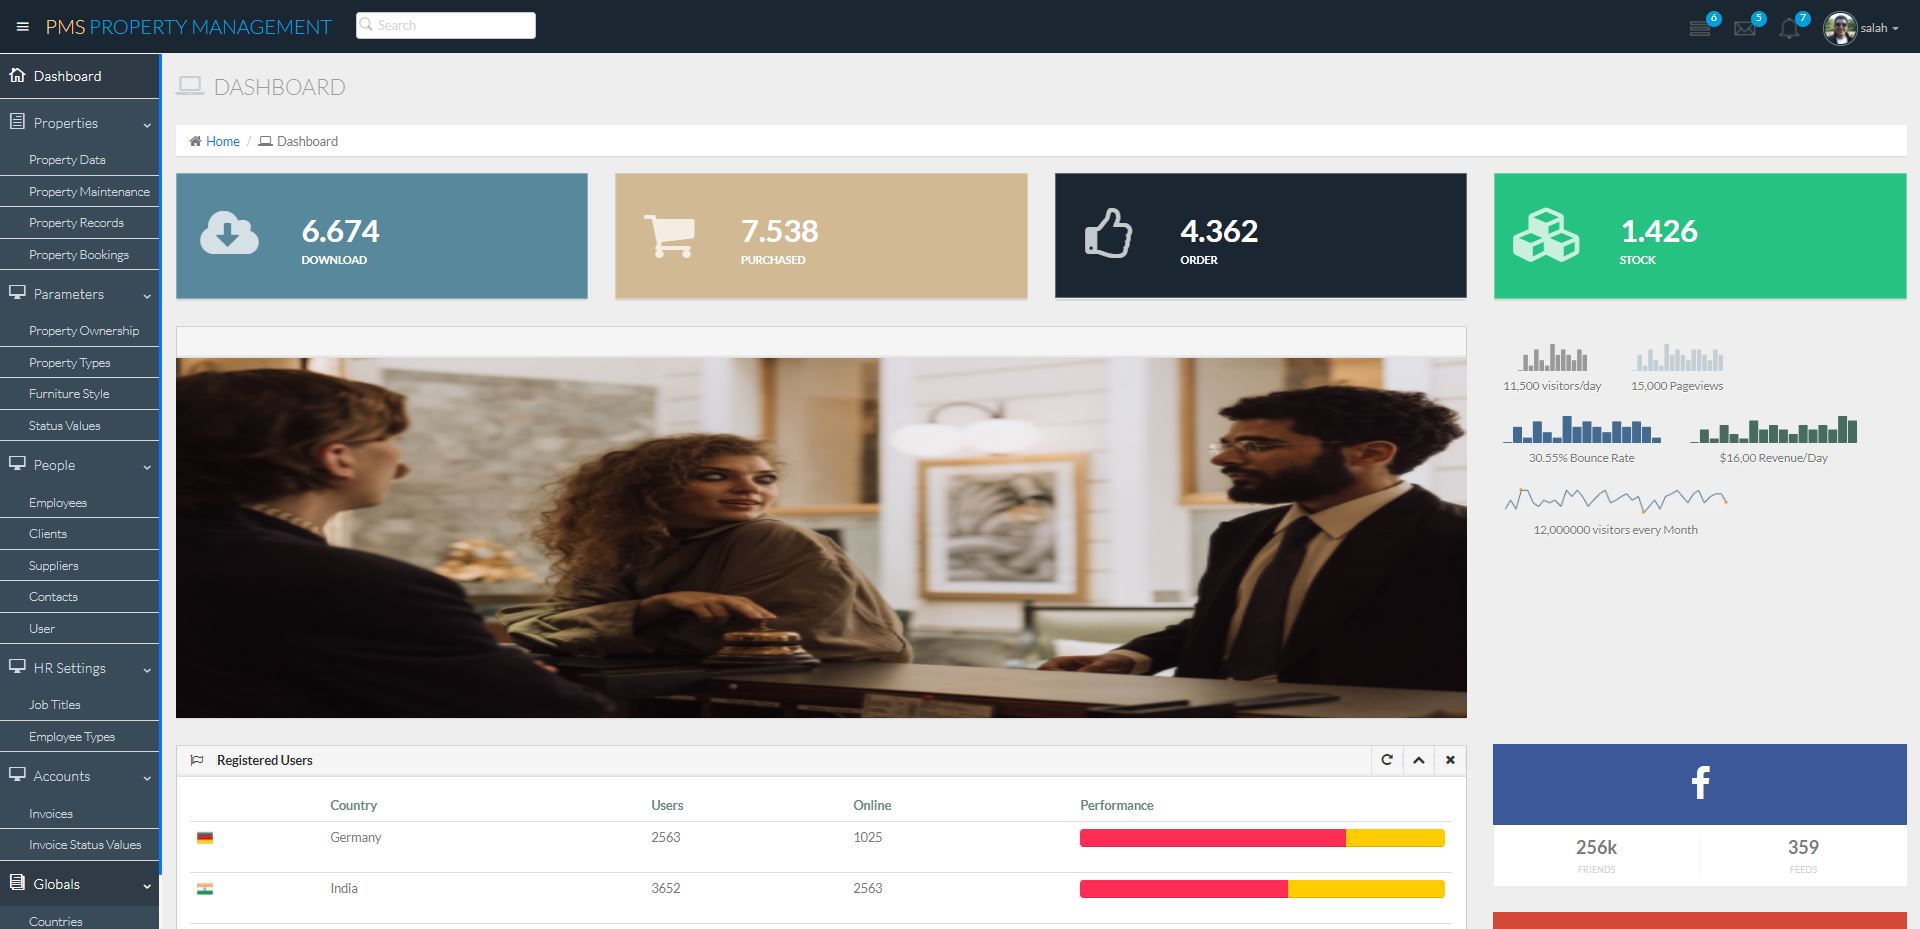 PMS PROPERTY MANAGEMENT
Search
6
5
7
salah
Dashboard
Properties
Property Data
Property Maintenance
Property Records
Property Bookings
Parameters
Property Ownership
Property Types
Furniture Style
Status Values
People
Employees
Clients
Suppliers
Contacts
User
HR Settings
Job Titles
Employee Types
Accounts
Invoices
Invoice Status Values
Globals
Countries
DASHBOARD
Home / Dashboard
6.674
DOWNLOAD
7.538
PURCHASED
4.362
ORDER
1.426
STOCK
11,500 visitors/day
15,000 Pageviews
30.55% Bounce Rate
$16,00 Revenue/Day
12,000000 visitors every Month
Registered Users
Country Users Online Performance
Germany 2563 1025
India 3652 2563
256k
FRIENDS
359
FEEDS